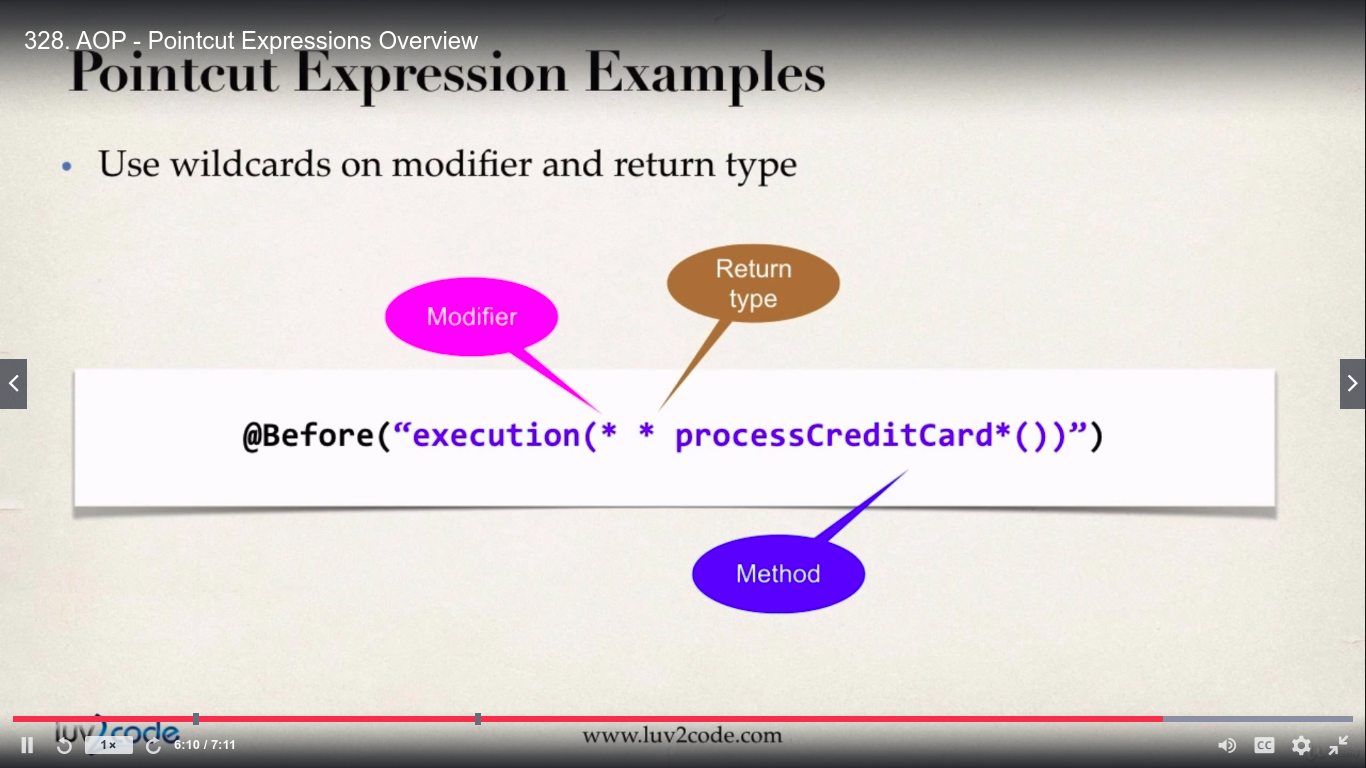 328. AOP - Pointcut Expressions Overview
Pointcut Expression Examples
• Use wildcards on modifier and return type
Return
type
Modifier
@Before(“execution(* * processCreditCard*())”)
Method
luv2code
www.luv2code.com
1×
6:10 / 7:11
CC